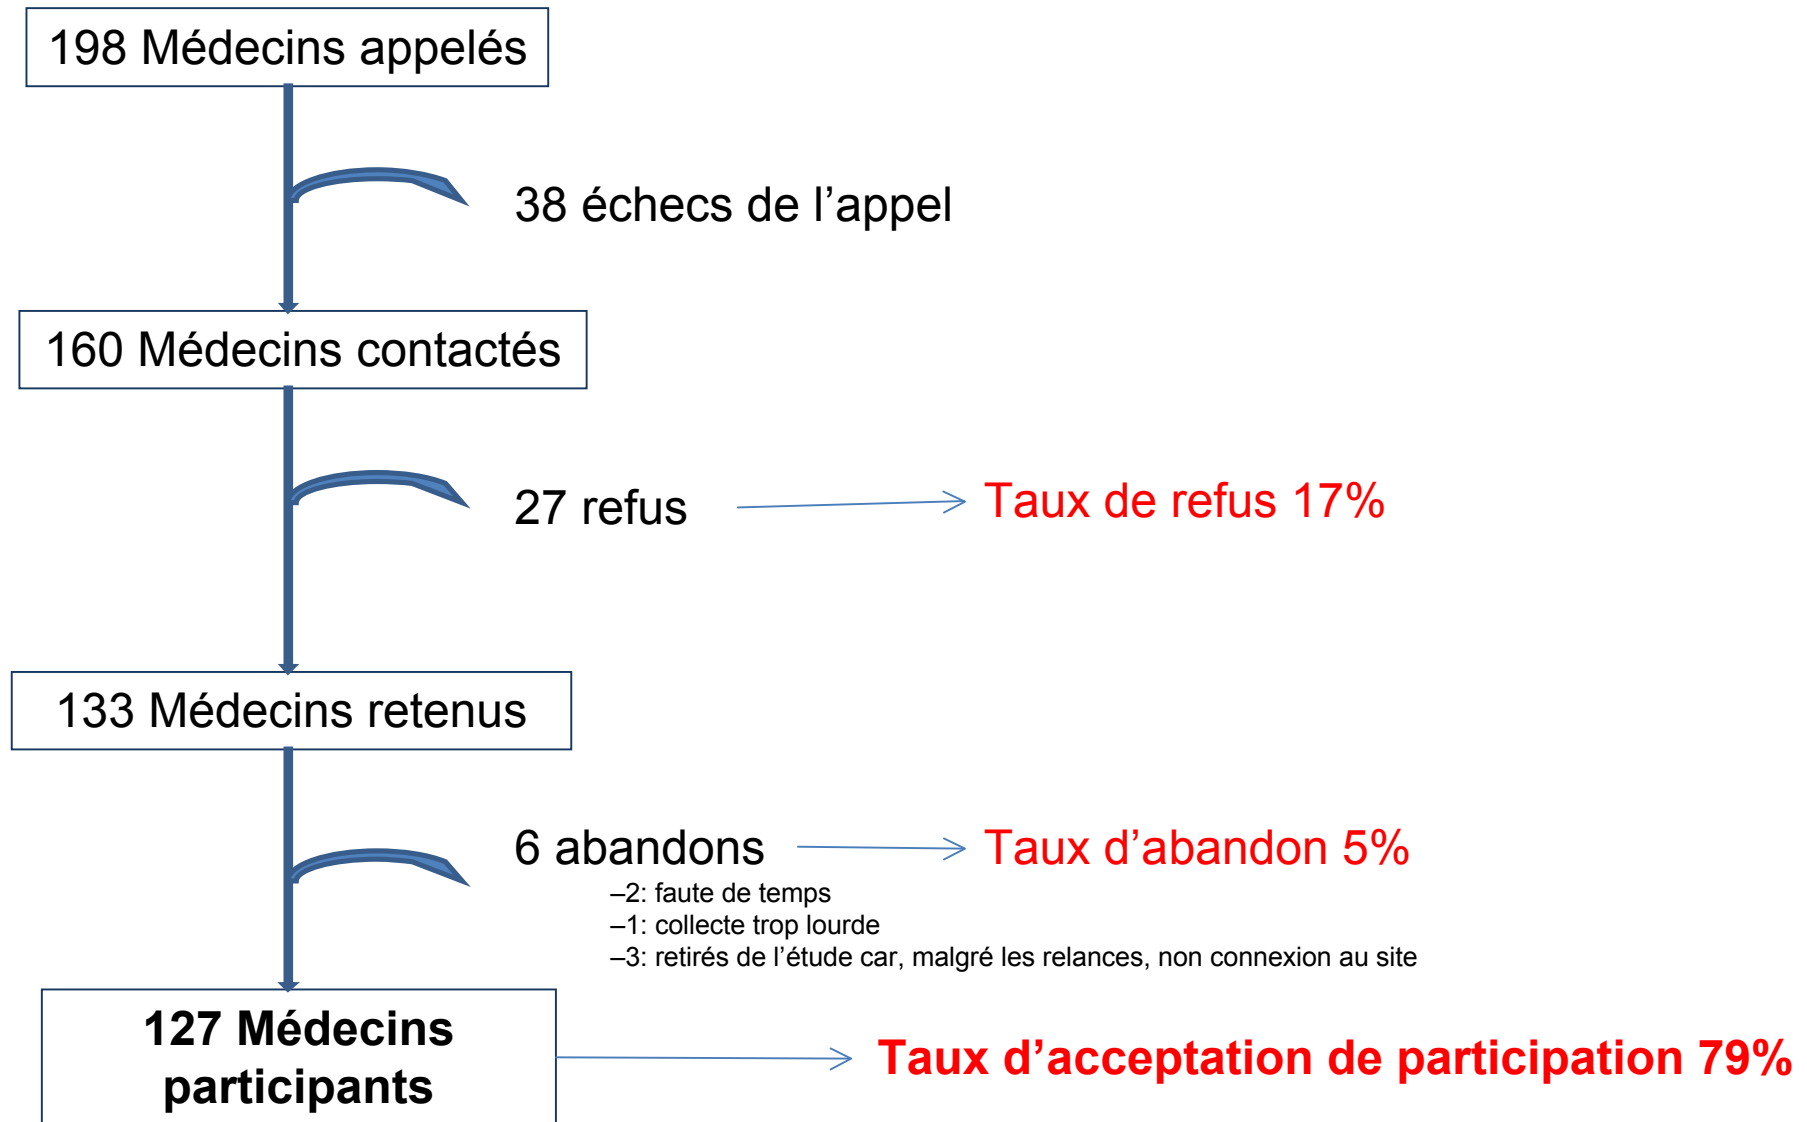 198 Médecins appelés
38 échecs de l’appel
160 Médecins contactés
27 refus
Taux de refus 17%
133 Médecins retenus
6 abandons
Taux d’abandon 5%
–2: faute de temps
–1: collecte trop lourde
–3: retirés de l’étude car, malgré les relances, non connexion au site
127 Médecins
participants
Taux d’acceptation de participation 79%